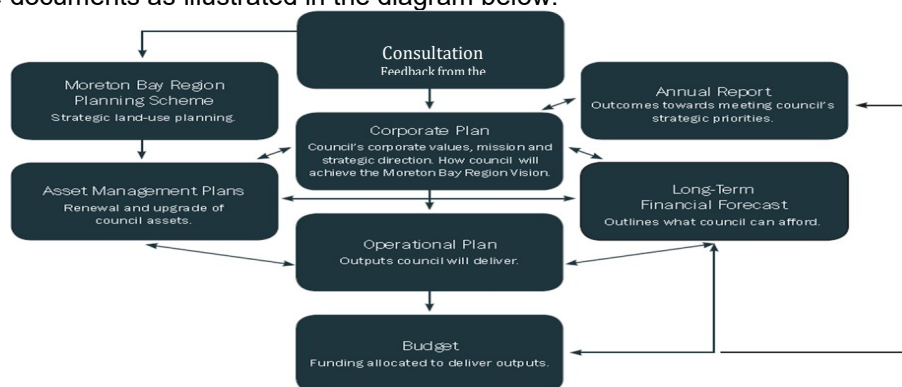 documents as illustrated in the diagram below.
Consultation
Feedback from the
Moreton Bay Region
Planning Scheme
Strategic land-use planning.
Annual Report
Outcomes towards meeting council's
strategic priorities.
Corporate Plan
Council's corporate values, mission and
strategic direction. How council will
achieve the Moreton Bay Region Vision.
Asset Management Plans
Renewal and upgrade of
council assets.
Long-Term
Financial Forecast
Outlines what council can afford.
Operational Plan
Outputs council will deliver.
Budget
Funding allocated to deliver outputs.